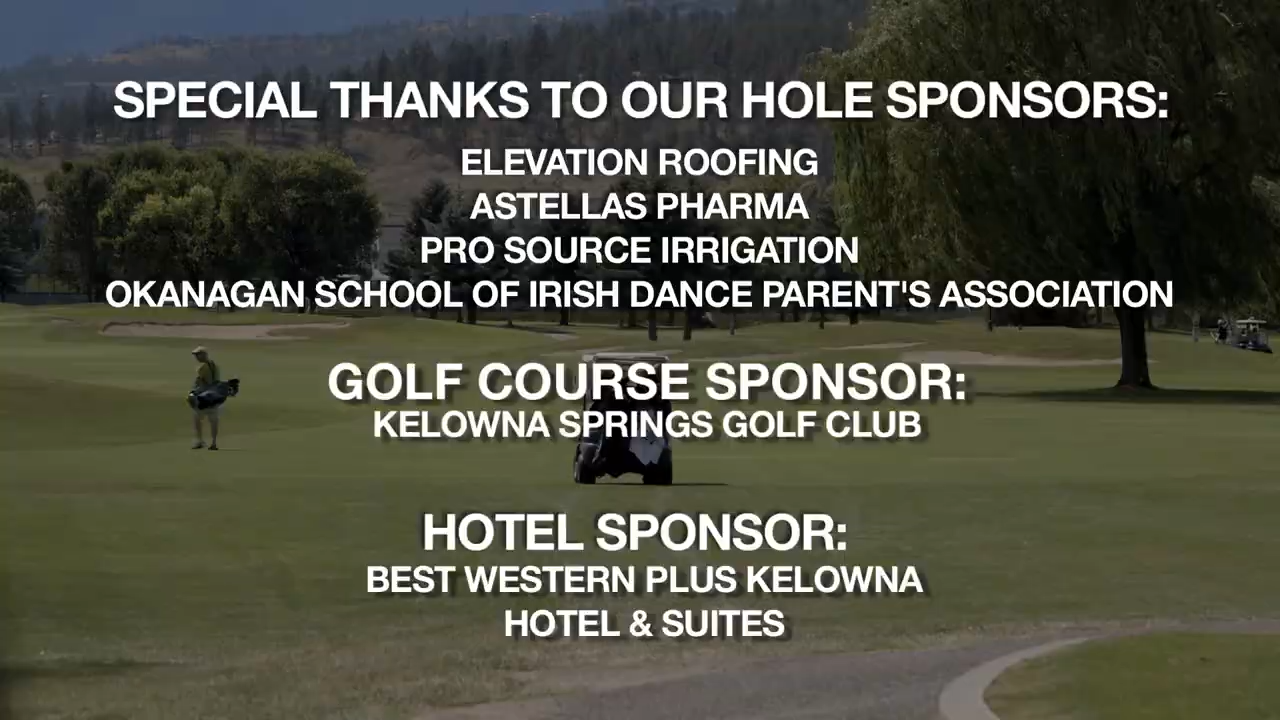 SPECIAL THANKS TO OUR HOLE SPONSORS:
ELEVATION ROOFING
ASTELLAS PHARMA
PRO SOURCE IRRIGATION
OKANAGAN SCHOOL OF IRISH DANCE PARENT'S ASSOCIATION
GOLF COURSE SPONSOR:
KELOWNA SPRINGS GOLF CLUB
HOTEL SPONSOR:
BEST WESTERN PLUS KELOWNA
HOTEL & SUITES